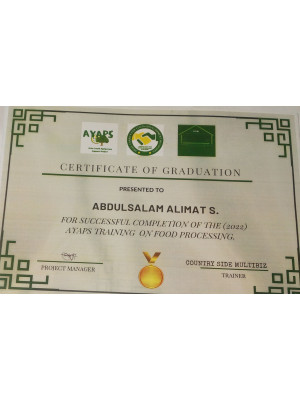 AYAPS
CERTIFICATE OF GRADUATION
PRESENTED TO
ABDULSALAM ALIMAT S.
FOR SUCCESSFUL COMPLETION OF THE (2022)
AYAPS TRAINING ON FOOD PROCESSING.
PROJECT MANAGER
COUNTRY SIDE MULTIBIZ
TRAINER